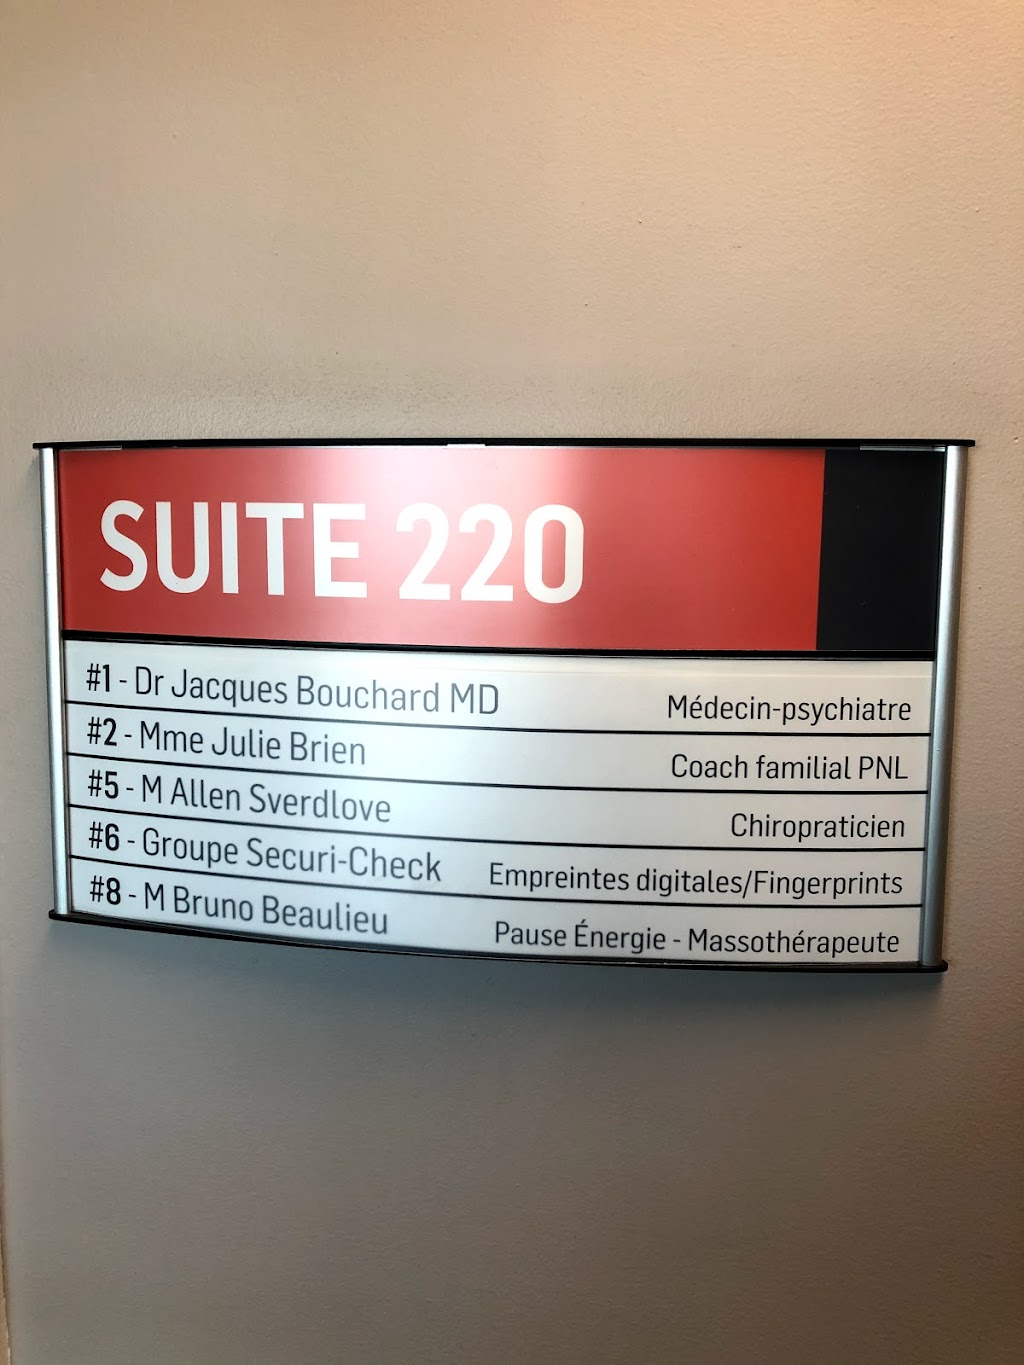 SUITE 220
#1 - Dr Jacques Bouchard MD Médecin-psychiatre
#2 - Mme Julie Brien Coach familial PNL
#5 - M Allen Sverdlove Chiropraticien
#6 - Groupe Securi-Check Empreintes digitales/Fingerprints
#8 - M Bruno Beaulieu Pause Énergie - Massothérapeute